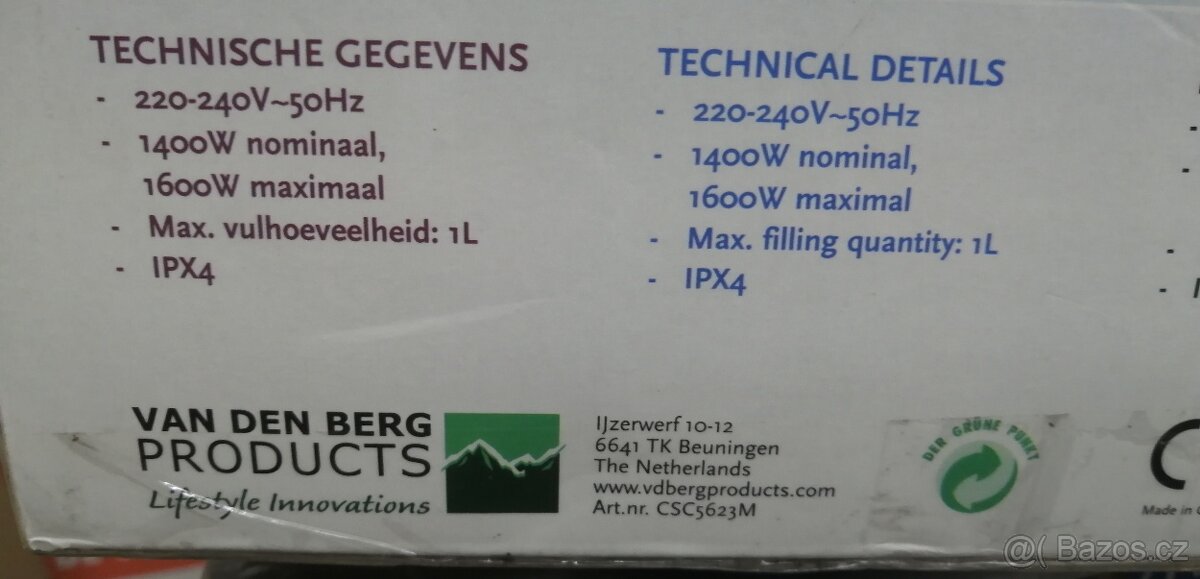 TECHNISCHE GEGEVENS
- 220-240V~50Hz
- 1400W nominaal,
1600W maximaal
- Max. vulhoeveelheid: 1L
- IPX4
TECHNICAL DETAILS
- 220-240V~50Hz
- 1400W nominal,
1600W maximal
- Max. filling quantity: 1L
- IPX4
VAN DEN BERG
PRODUCTS
Lifestyle Innovations
IJzerwerf 10-12
6641 TK Beuningen
The Netherlands
www.vdbergproducts.com
Art.nr. CSC5623M
DER GRÜNE PUNKT
Made in
Bazos.cz